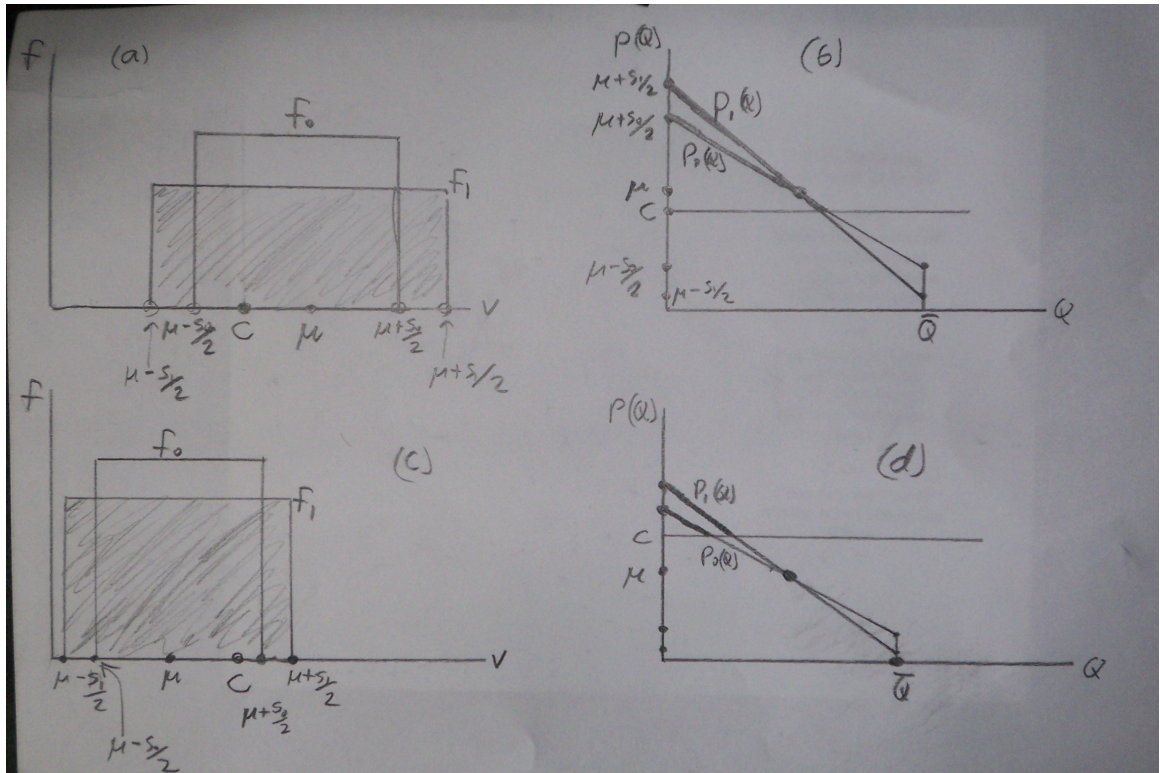 f
(a)
f₀
f₁
μ-s₀/2
C
μ
μ+s₀/2
V
μ-s₁/2
μ+s₁/2
P(Q)
(b)
μ+s₁/2
P₁(Q)
μ+s₀/2
P₀(Q)
μ
C
μ-s₀/2
μ-s₁/2
Q̄
Q
f
f₀
(c)
f₁
μ-s₁/2
μ
C
μ+s₁/2
V
μ+s₀/2
μ-s₀/2
P(Q)
(d)
P₁(Q)
C
P₀(Q)
μ
Q̄
Q